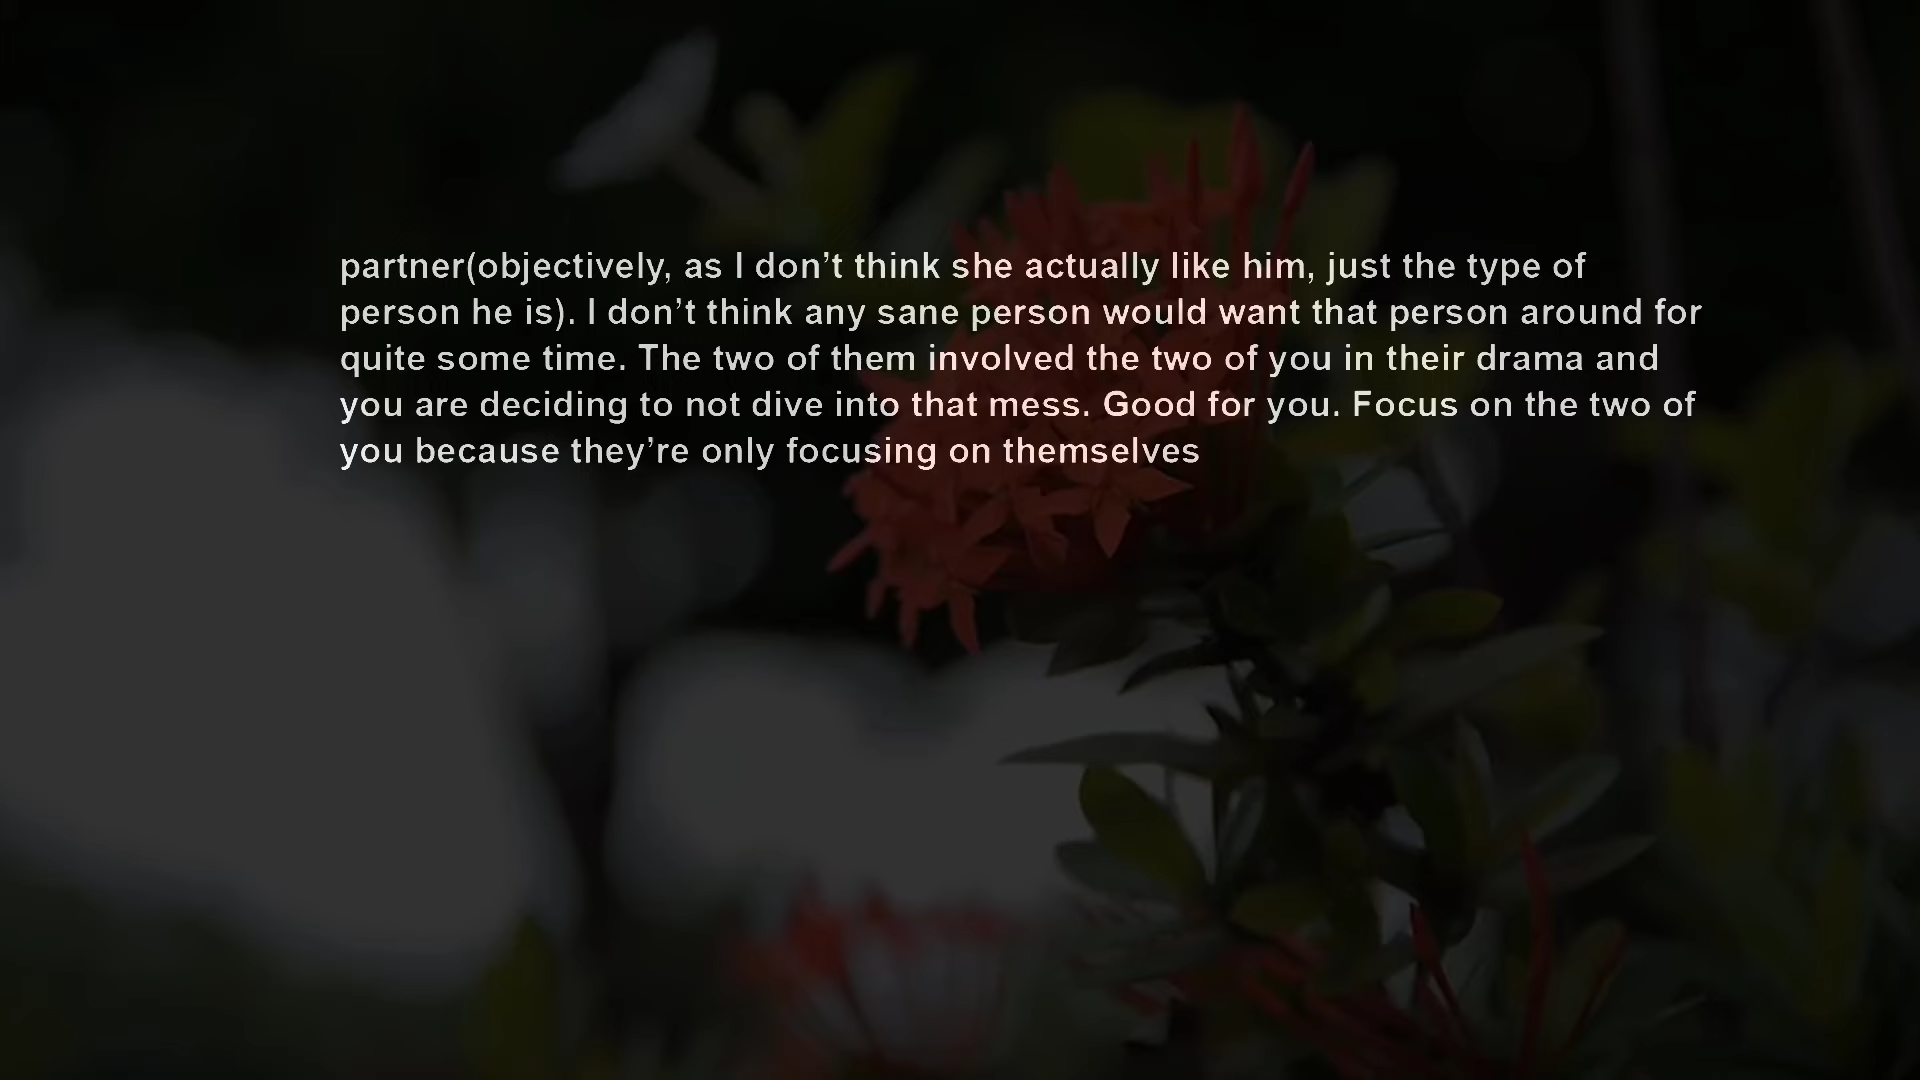 partner(objectively, as I don’t think she actually like him, just the type of
person he is). I don’t think any sane person would want that person around for
quite some time. The two of them involved the two of you in their drama and
you are deciding to not dive into that mess. Good for you. Focus on the two of
you because they’re only focusing on themselves